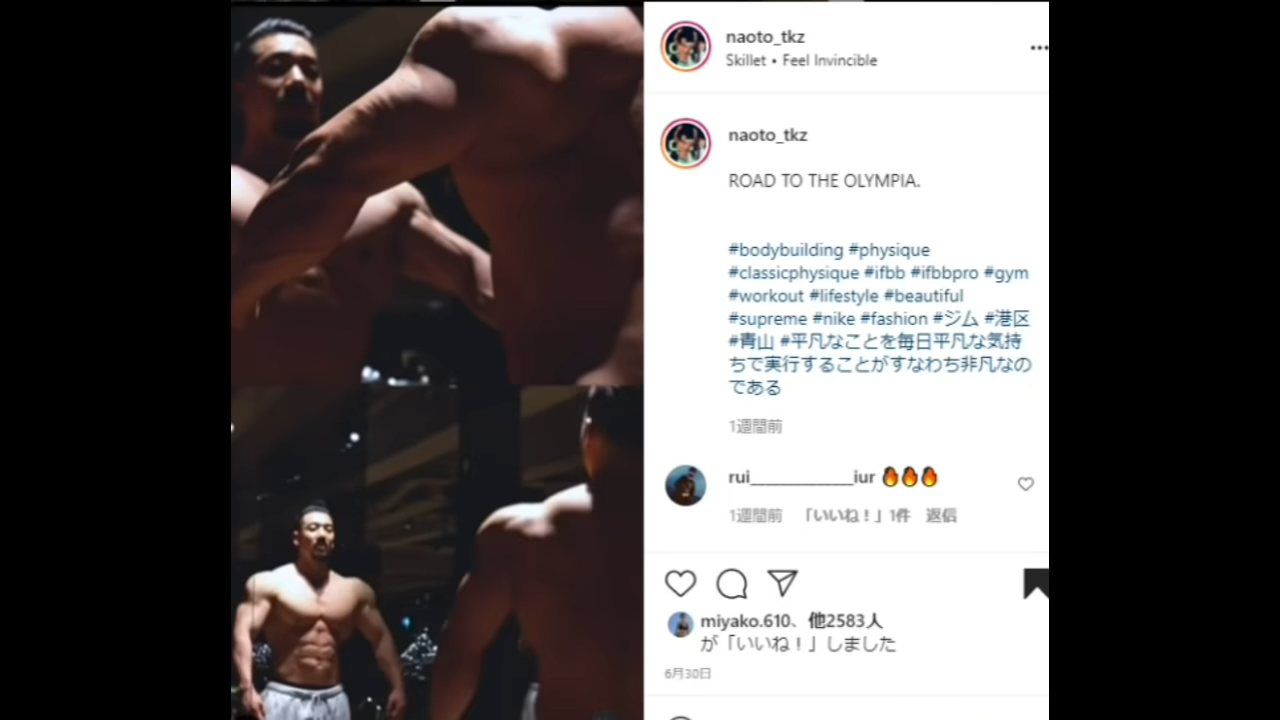 naoto_tkz
Skillet • Feel Invincible
naoto_tkz
ROAD TO THE OLYMPIA.
#bodybuilding #physique
#classicphysique #ifbb #ifbbpro #gym
#workout #lifestyle #beautiful
#supreme #nike #fashion #ジム #港区
#青山 #平凡なことを毎日平凡な気持
ちで実行することがすなわち非凡なの
である
1週間前
rui______________iur 🔥🔥🔥
1週間前 「いいね！」1件 返信
miyako.610、他2583人
が「いいね！」しました
6月30日